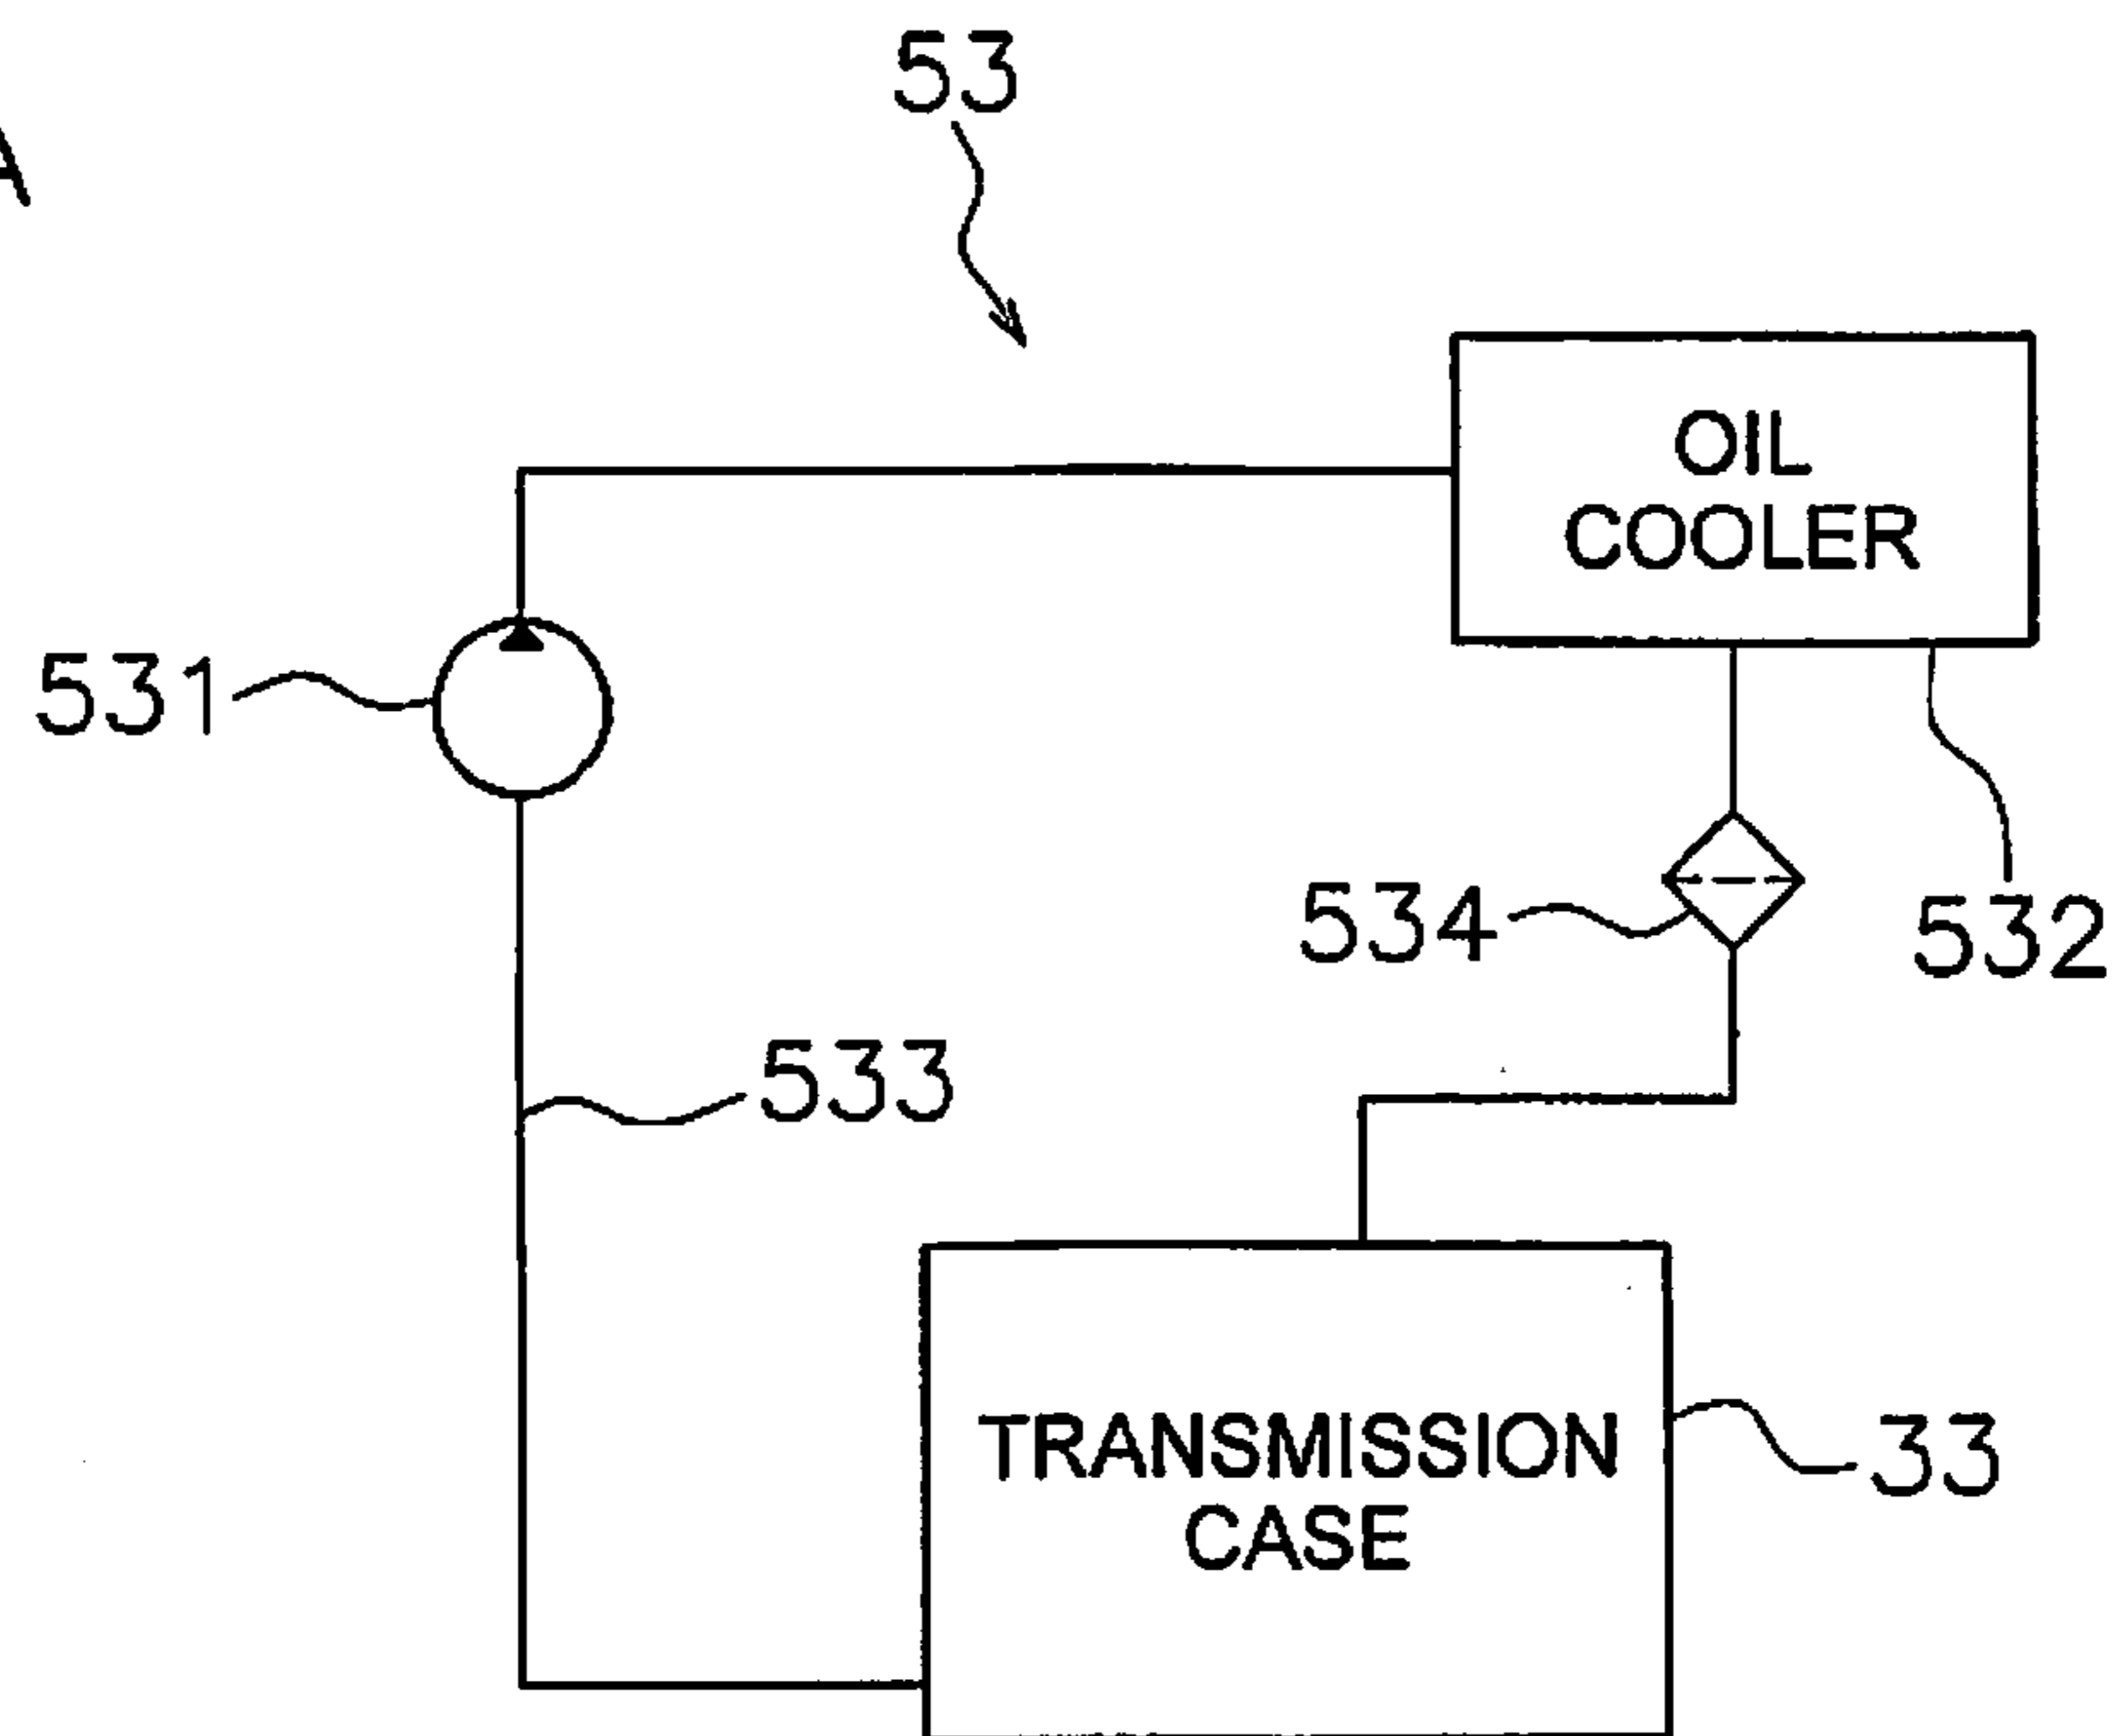 53
A
OIL
COOLER
531
534
532
533
TRANSMISSION
CASE
33